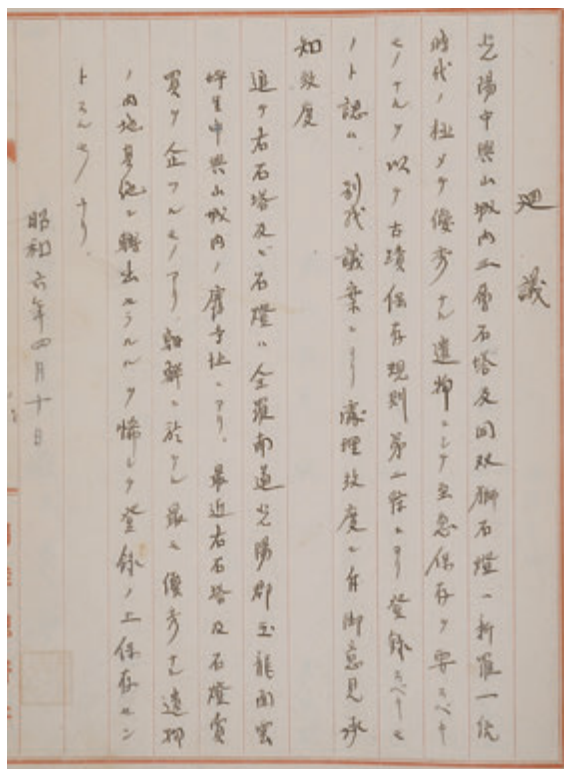 廻議
光陽中興山城内三層石塔及同双獅石燈ハ新羅一統
時代ノ極メテ優秀ナル遺物ニシテ至急保存ヲ要スベキ
モノナルヲ以テ古蹟保存規則第二條ニヨリ登録スベキモ
ノト認ム、別我議案ニヨリ處理致度ニ付御意見承
知致度
追テ右石塔及ビ石燈ハ全羅南道光陽郡玉龍面雲
坪里中興山城内ノ廃寺址ニアリ、最近右石塔及石燈賣
買ヲ企ツルモノアリ朝鮮ニ於ケル最モ優秀ナル遺物
ノ内地其他ニ轉出セラルルヲ怖レテ登録ノ上保存セン
トスルモノナリ、
昭和六年四月十日